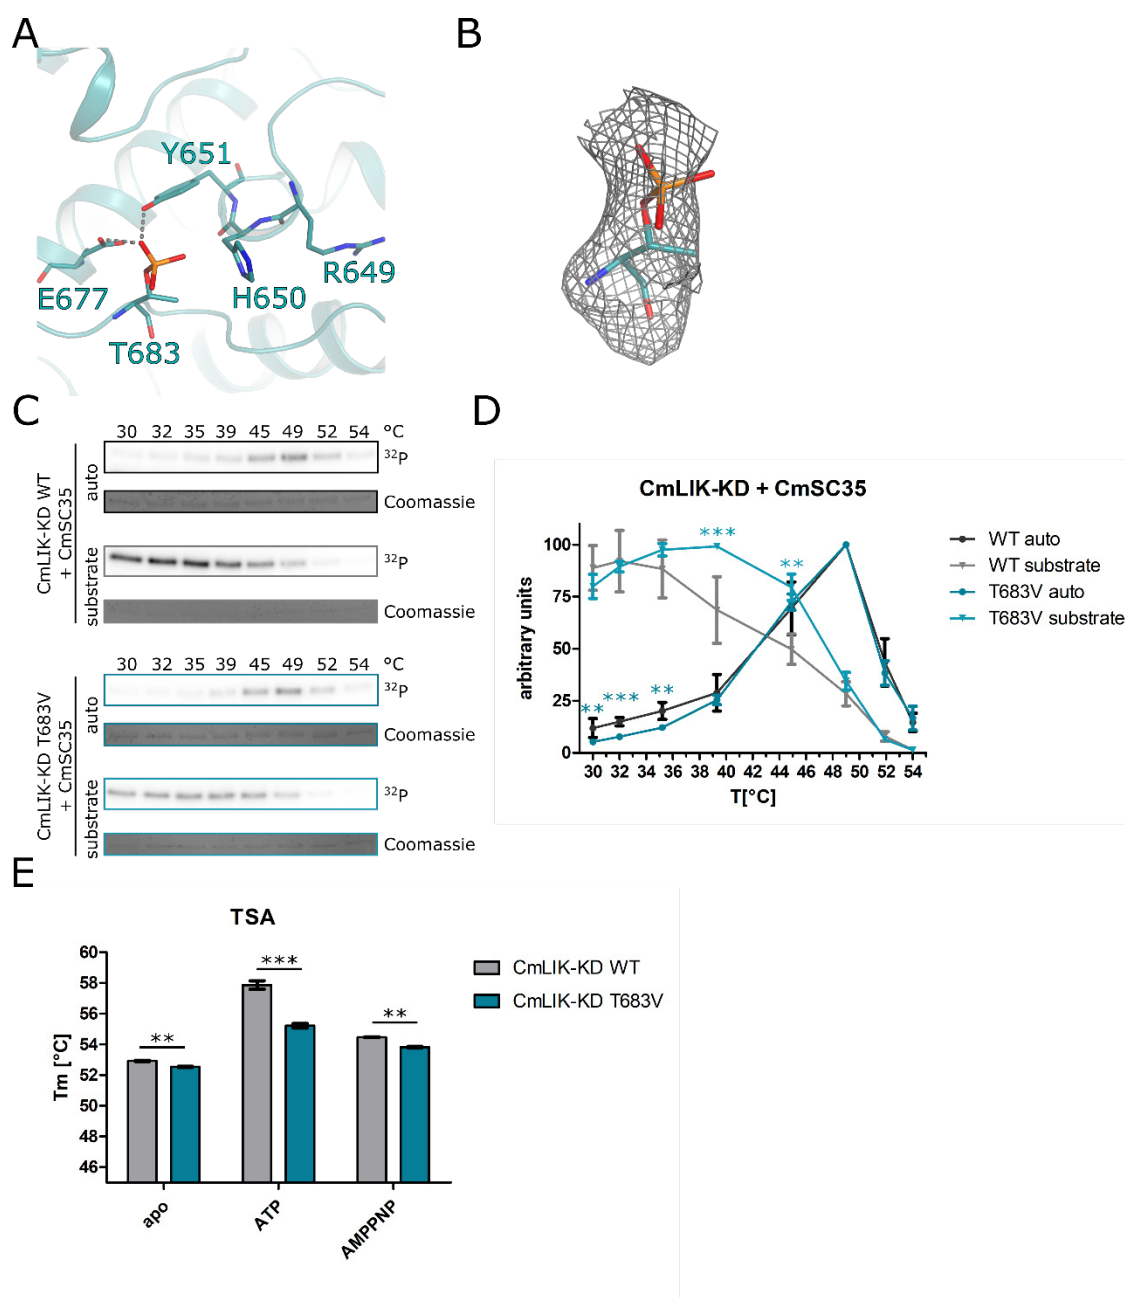 A
B
Y651
E677
H650
R649
T683
C
30 32 35 39 45 49 52 54 °C
CmLIK-KD WT
+ CmSC35
auto
32P
Coomassie
substrate
32P
Coomassie
30 32 35 39 45 49 52 54 °C
CmLIK-KD T683V
+ CmSC35
auto
32P
Coomassie
substrate
32P
Coomassie
D
CmLIK-KD + CmSC35
arbitrary units
100
75
50
25
0
** *** ** *** **
30 32 34 36 38 40 42 44 46 48 50 52 54
T[°C]
WT auto
WT substrate
T683V auto
T683V substrate
E
TSA
Tm [°C]
60
58
56
54
52
50
48
46
** *** **
apo
ATP
AMPPNP
CmLIK-KD WT
CmLIK-KD T683V